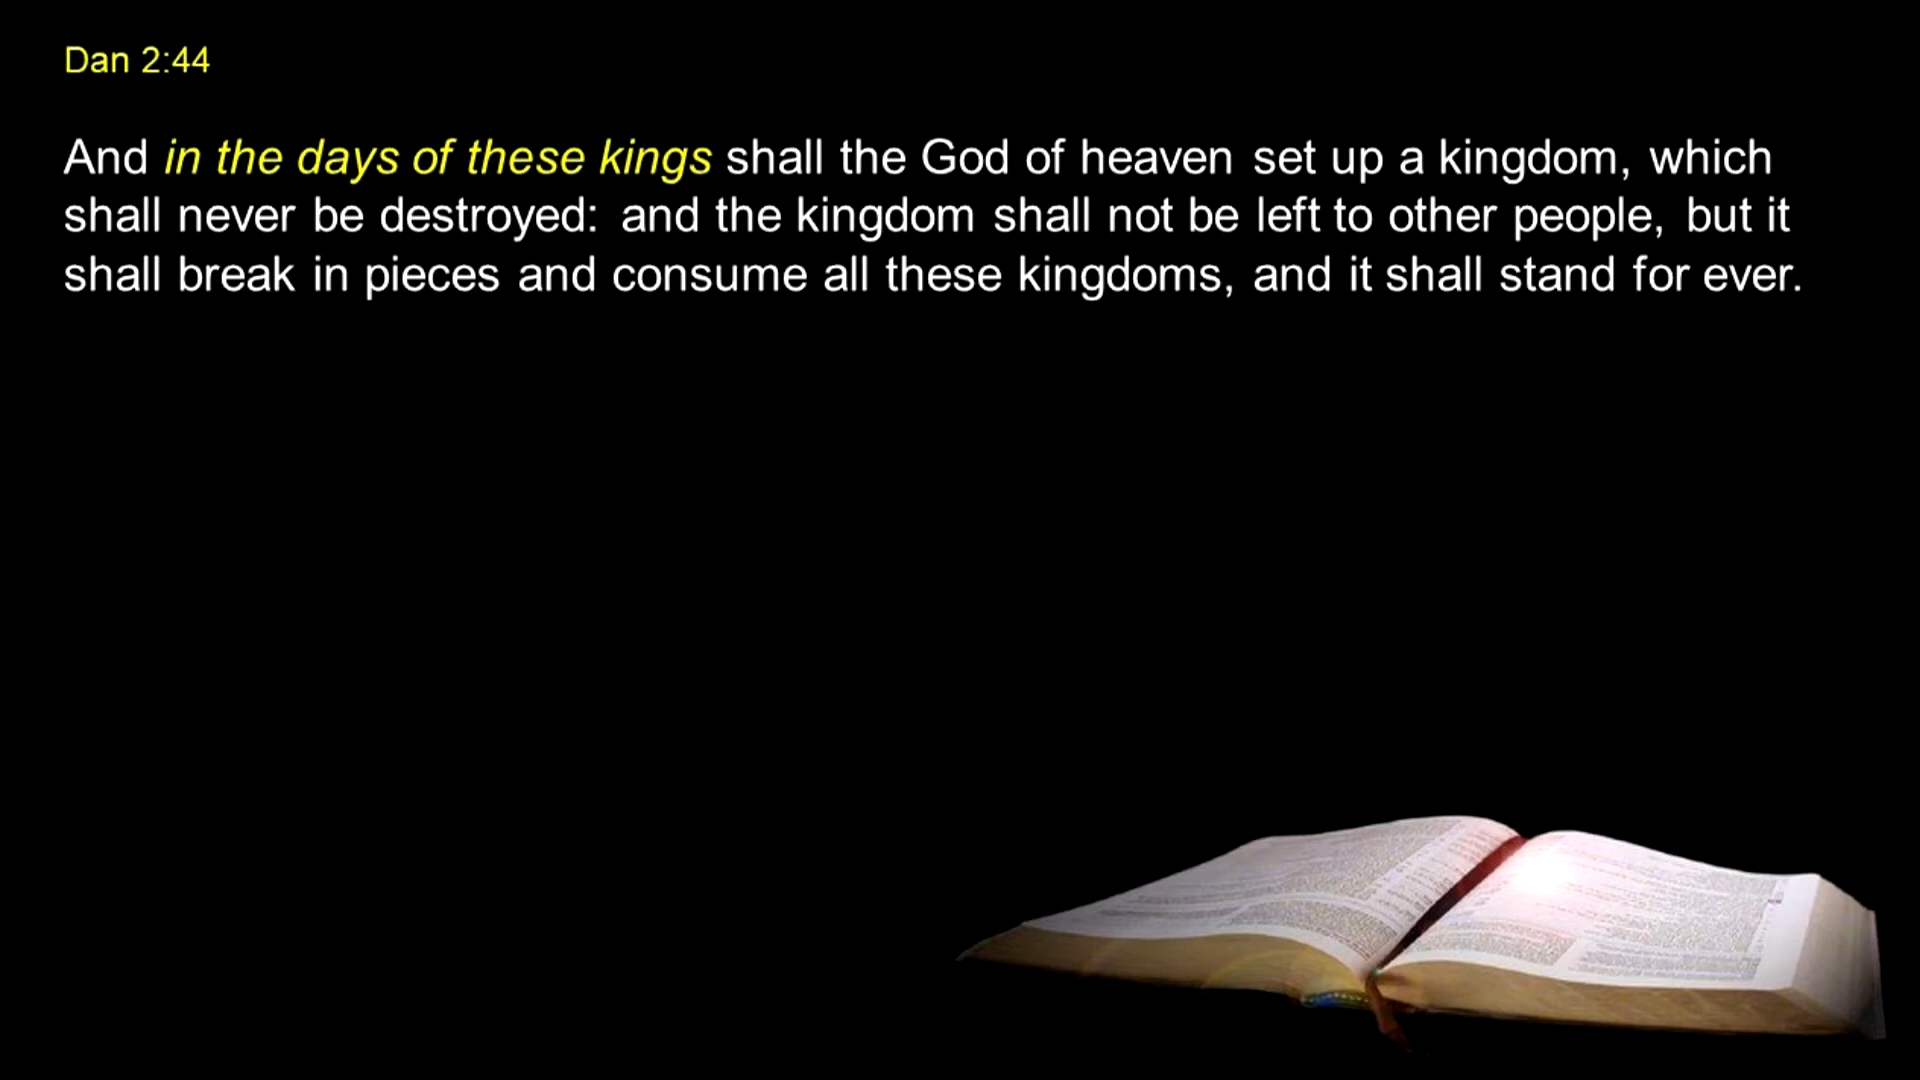 Dan 2:44
And in the days of these kings shall the God of heaven set up a kingdom, which
shall never be destroyed: and the kingdom shall not be left to other people, but it
shall break in pieces and consume all these kingdoms, and it shall stand for ever.